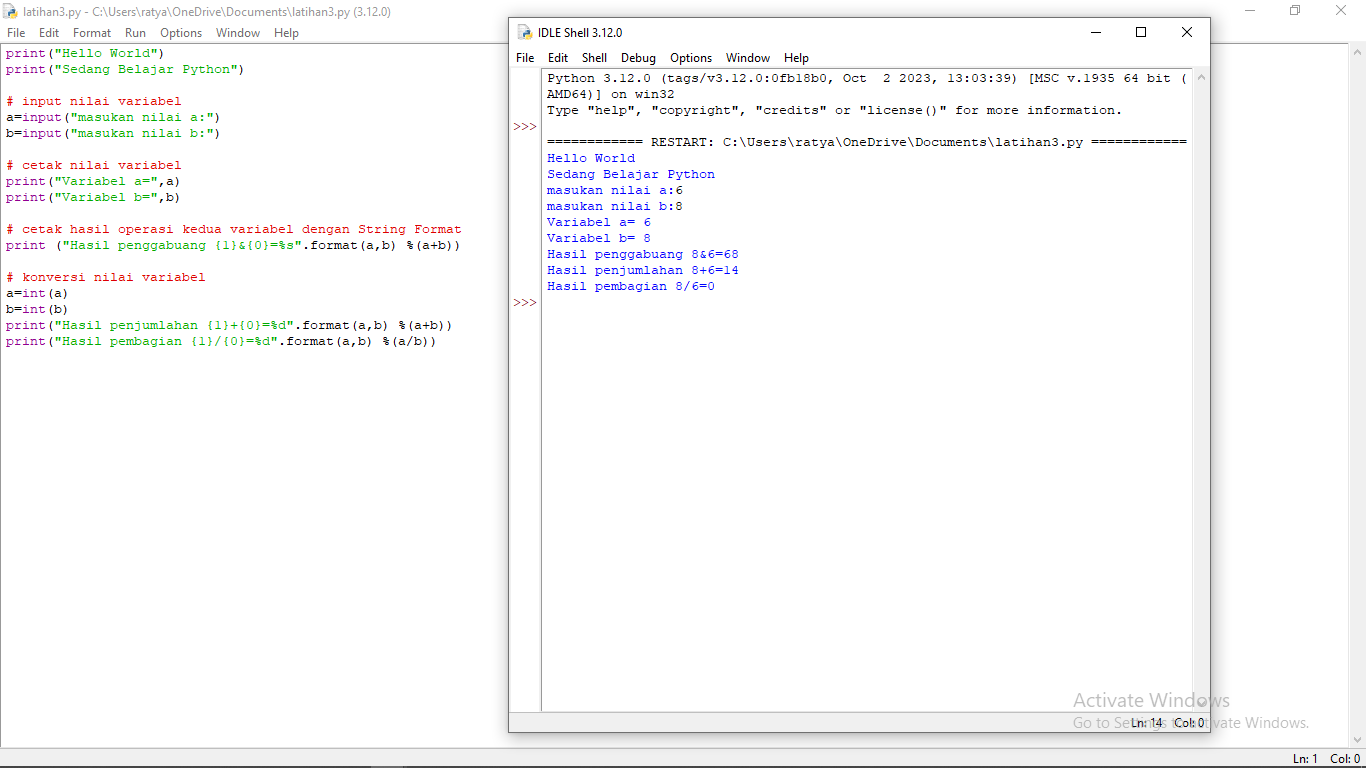 latihan3.py - C:\Users\ratya\OneDrive\Documents\latihan3.py (3.12.0)
File Edit Format Run Options Window Help
print("Hello World")
print("Sedang Belajar Python")
# input nilai variabel
a=input("masukan nilai a:")
b=input("masukan nilai b:")
# cetak nilai variabel
print("Variabel a=",a)
print("Variabel b=",b)
# cetak hasil operasi kedua variabel dengan String Format
print ("Hasil penggabuang {1}&{0}=%s".format(a,b) %(a+b))
# konversi nilai variabel
a=int(a)
b=int(b)
print("Hasil penjumlahan {1}+{0}=%d".format(a,b) %(a+b))
print("Hasil pembagian {1}/{0}=%d".format(a,b) %(a/b))
IDLE Shell 3.12.0
File Edit Shell Debug Options Window Help
Python 3.12.0 (tags/v3.12.0:0fb18b0, Oct  2 2023, 13:03:39) [MSC v.1935 64 bit (
AMD64)] on win32
Type "help", "copyright", "credits" or "license()" for more information.
>>>
============ RESTART: C:\Users\ratya\OneDrive\Documents\latihan3.py ============
Hello World
Sedang Belajar Python
masukan nilai a:6
masukan nilai b:8
Variabel a= 6
Variabel b= 8
Hasil penggabuang 8&6=68
Hasil penjumlahan 8+6=14
Hasil pembagian 8/6=0
>>>
Activate Windows
Go to Settings to activate Windows.
Ln: 14 Col: 0
Ln: 1 Col: 0